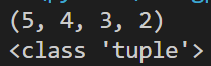 (5, 4, 3, 2)
<class 'tuple'>